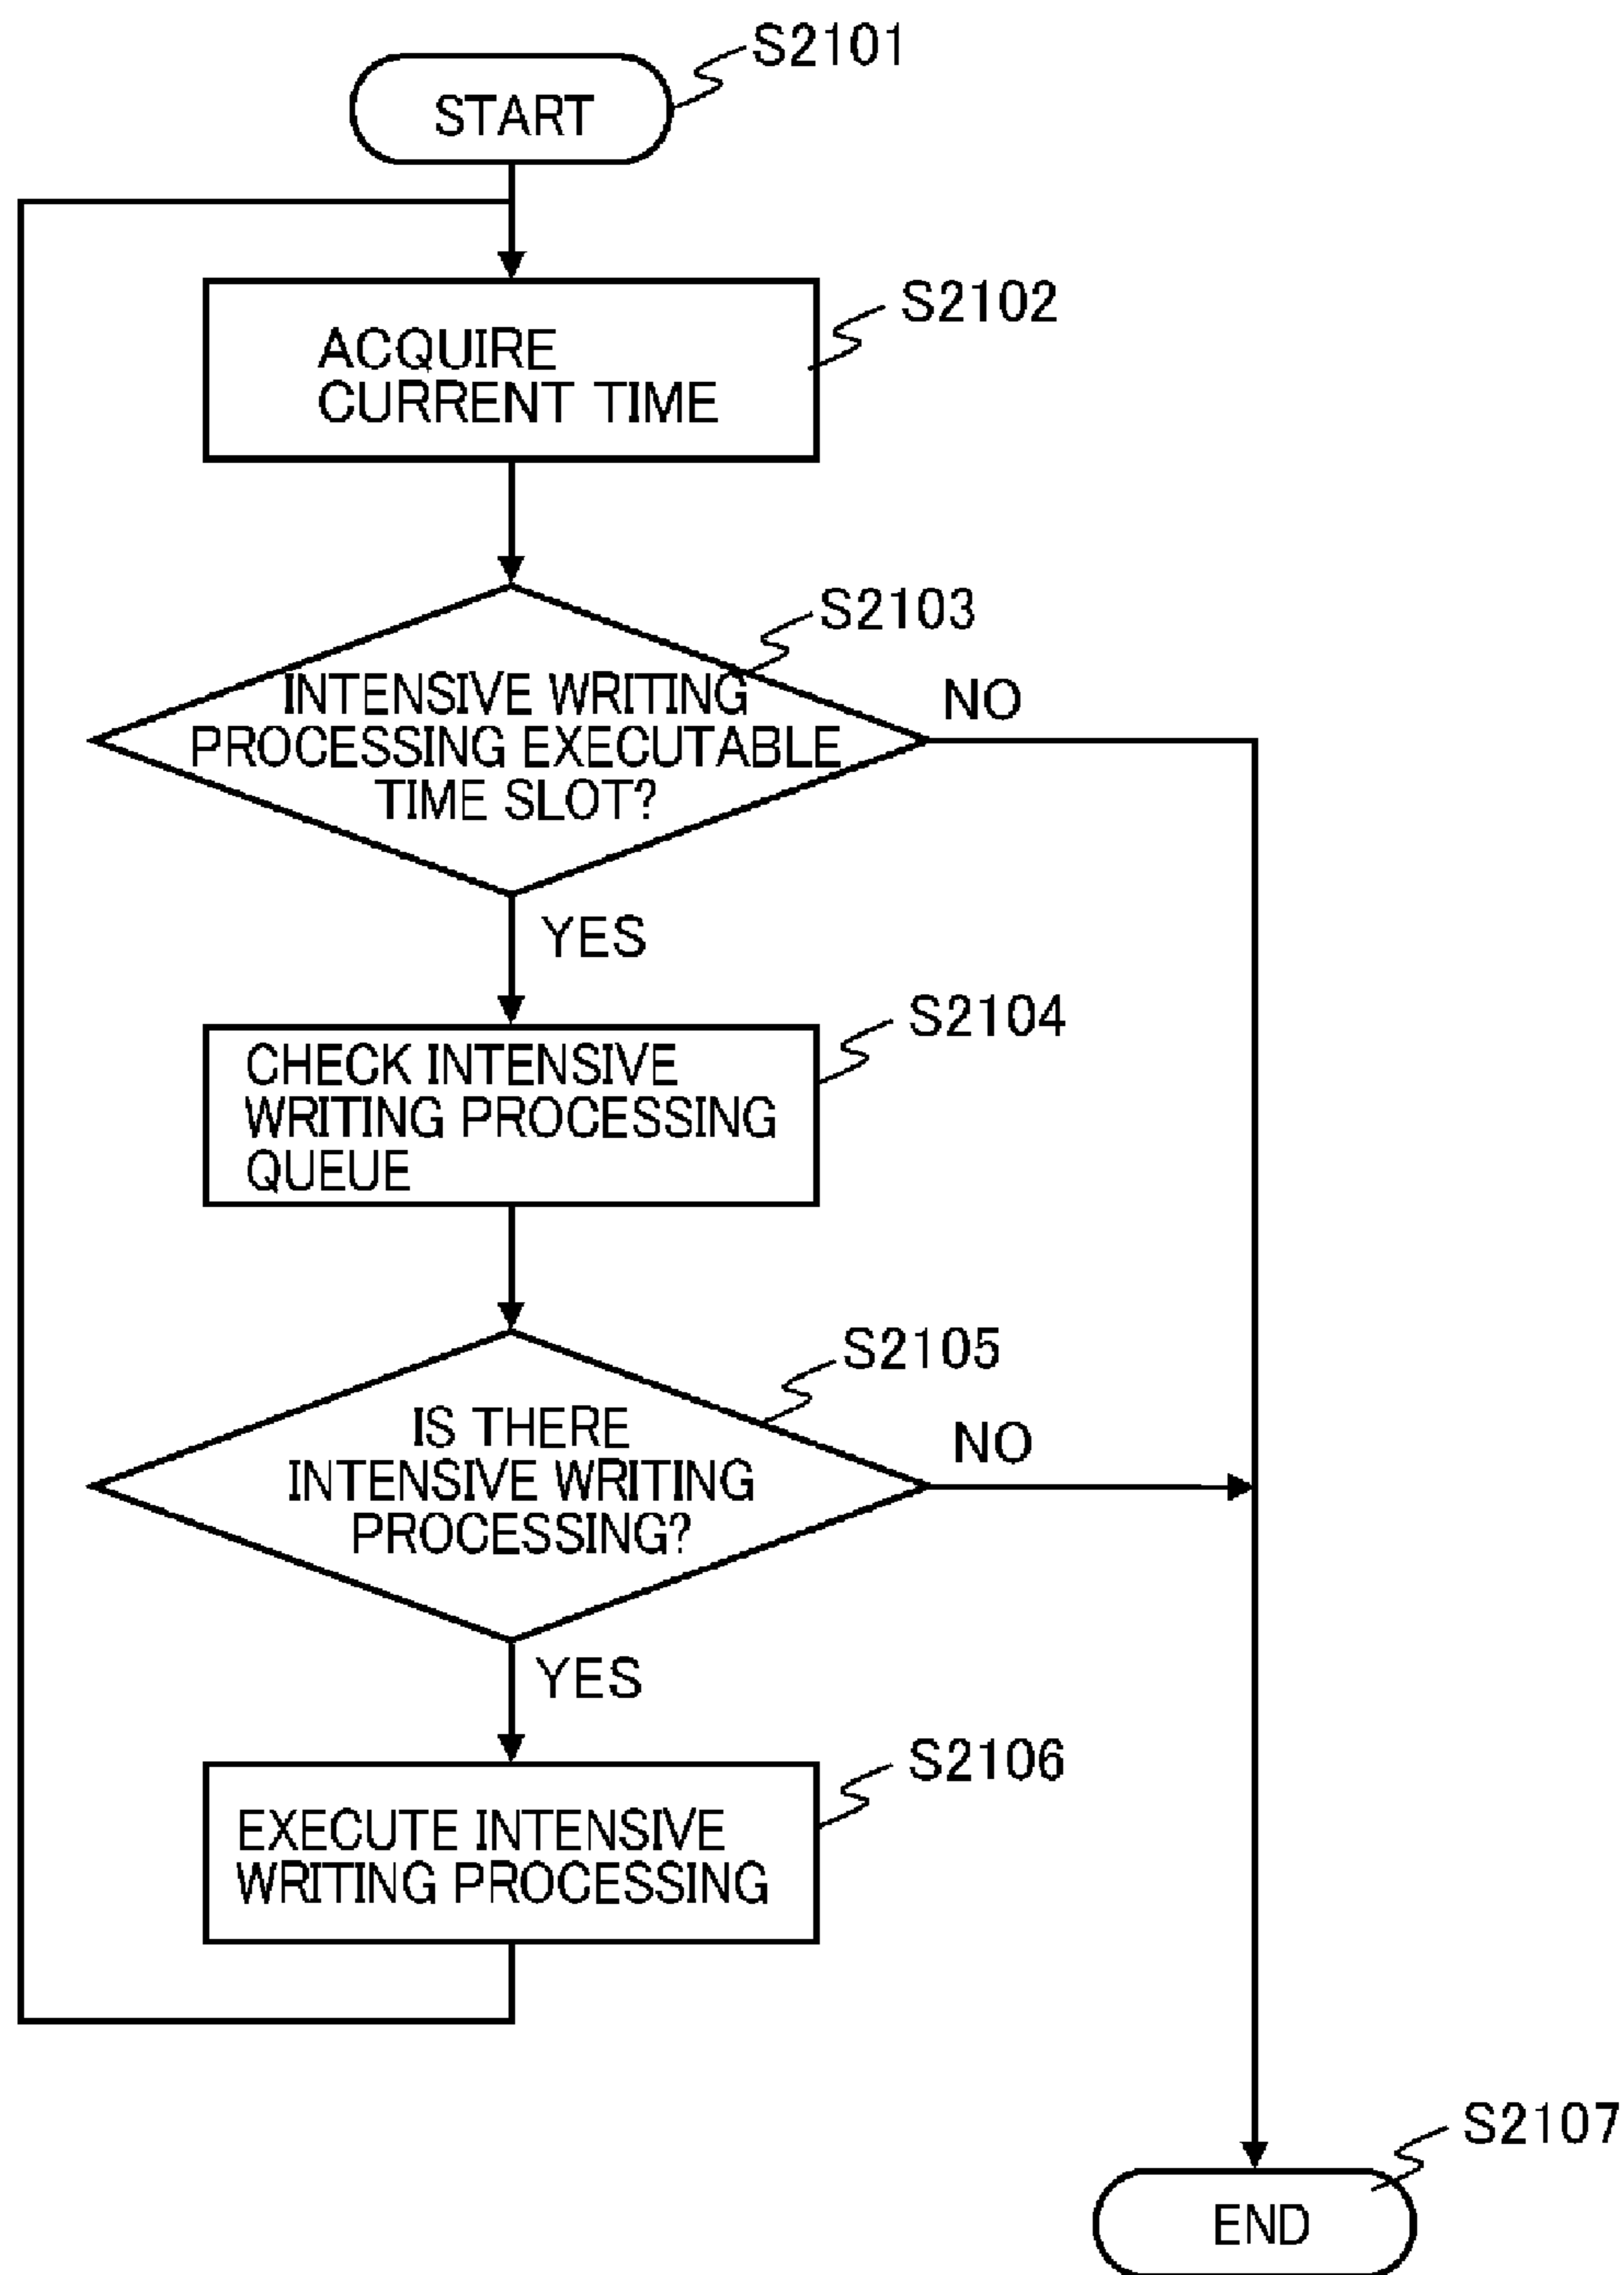 S2101
START
S2102
ACQUIRE
CURRENT TIME
S2103
INTENSIVE WRITING
PROCESSING EXECUTABLE
TIME SLOT?
NO
YES
S2104
CHECK INTENSIVE
WRITING PROCESSING
QUEUE
S2105
IS THERE
INTENSIVE WRITING
PROCESSING?
NO
YES
S2106
EXECUTE INTENSIVE
WRITING PROCESSING
S2107
END